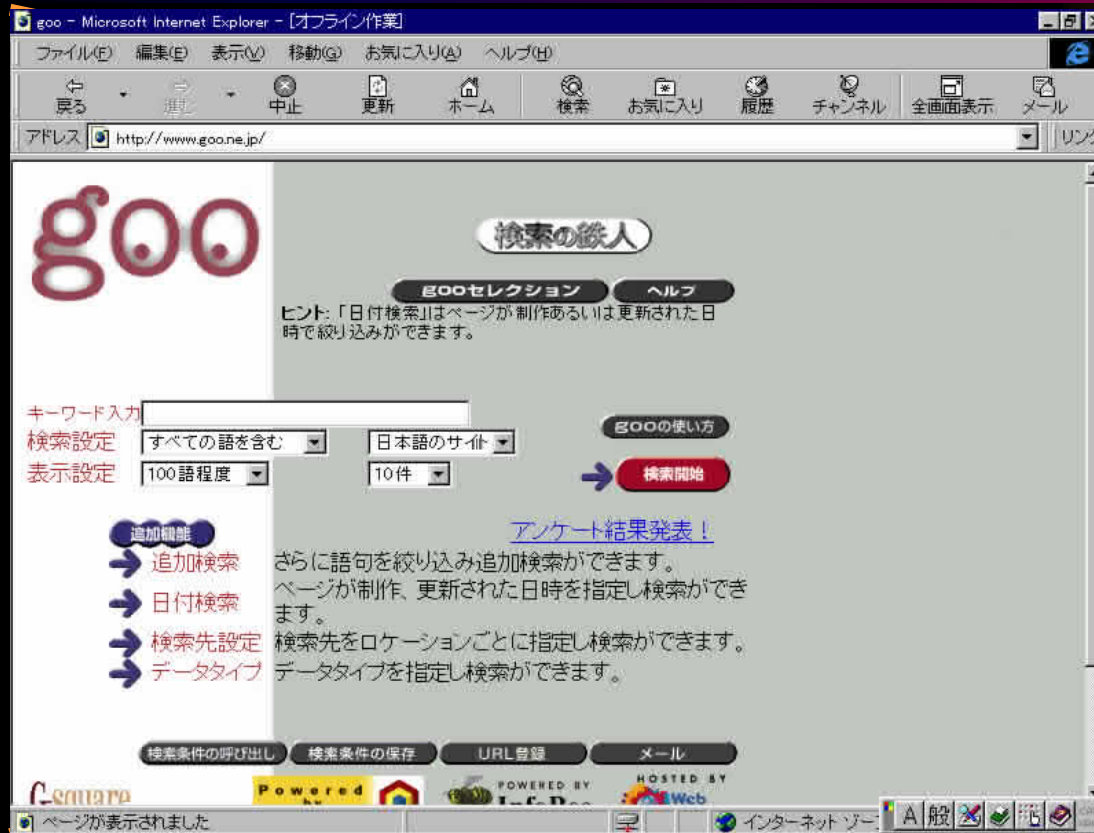 goo - Microsoft Internet Explorer - [オフライン作業]
ファイル(F) 編集(E) 表示(V) 移動(G) お気に入り(A) ヘルプ(H)
戻る 進む 中止 更新 ホーム 検索 お気に入り 履歴 チャンネル 全画面表示 メール
アドレス http://www.goo.ne.jp/ リンク
goo
検索の鉄人
gooセレクション ヘルプ
ヒント:「日付検索」はページが制作あるいは更新された日
時で絞り込みができます。
キーワード入力
gooの使い方
検索設定 すべての語を含む 日本語のサイト
表示設定 100語程度 10件 検索開始
アンケート結果発表!
追加機能
追加検索 さらに語句を絞り込み追加検索ができます。
日付検索 ページが制作、更新された日時を指定し検索ができ
ます。
検索先設定 検索先をロケーションごとに指定し検索ができます。
データタイプ データタイプを指定し検索ができます。
検索条件の呼び出し 検索条件の保存 URL登録 メール
G-square Powered by POWERED BY HOSTED BY
Web
ページが表示されました インターネット ゾーン A 般